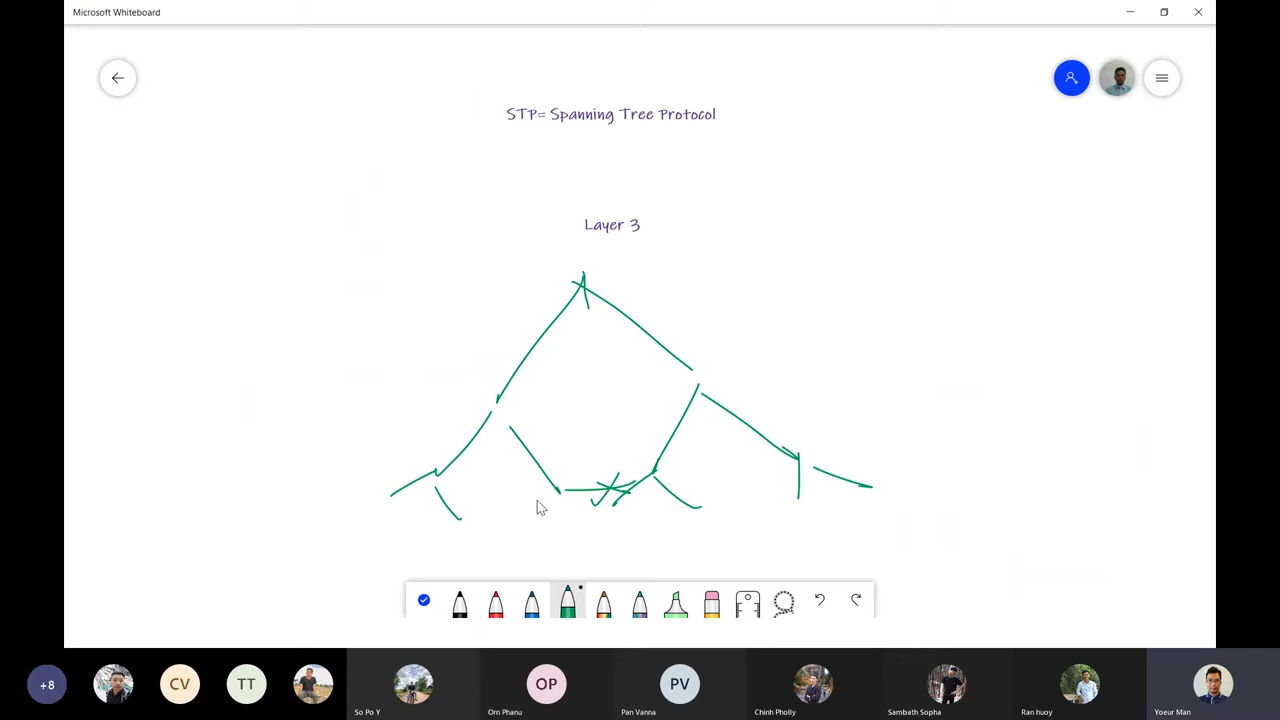 Microsoft Whiteboard
STP= Spanning Tree Protocol
Layer 3
+8
CV
TT
So Po Y
OP
Orn Phanu
PV
Pan Vanna
Chinh Pholly
Sambath Sopha
Ran huoy
Yoeur Man